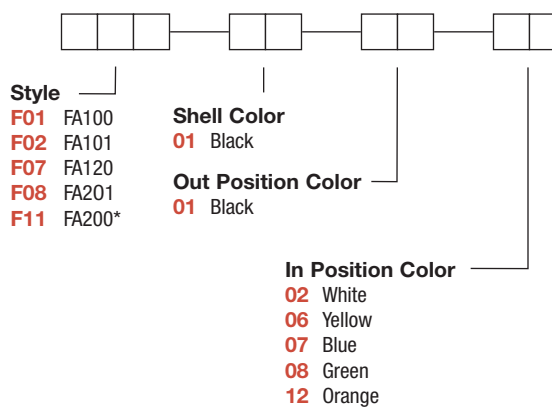 Style
F01 FA100
F02 FA101
F07 FA120
F08 FA201
F11 FA200*
Shell Color
01 Black
Out Position Color
01 Black
In Position Color
02 White
06 Yellow
07 Blue
08 Green
12 Orange